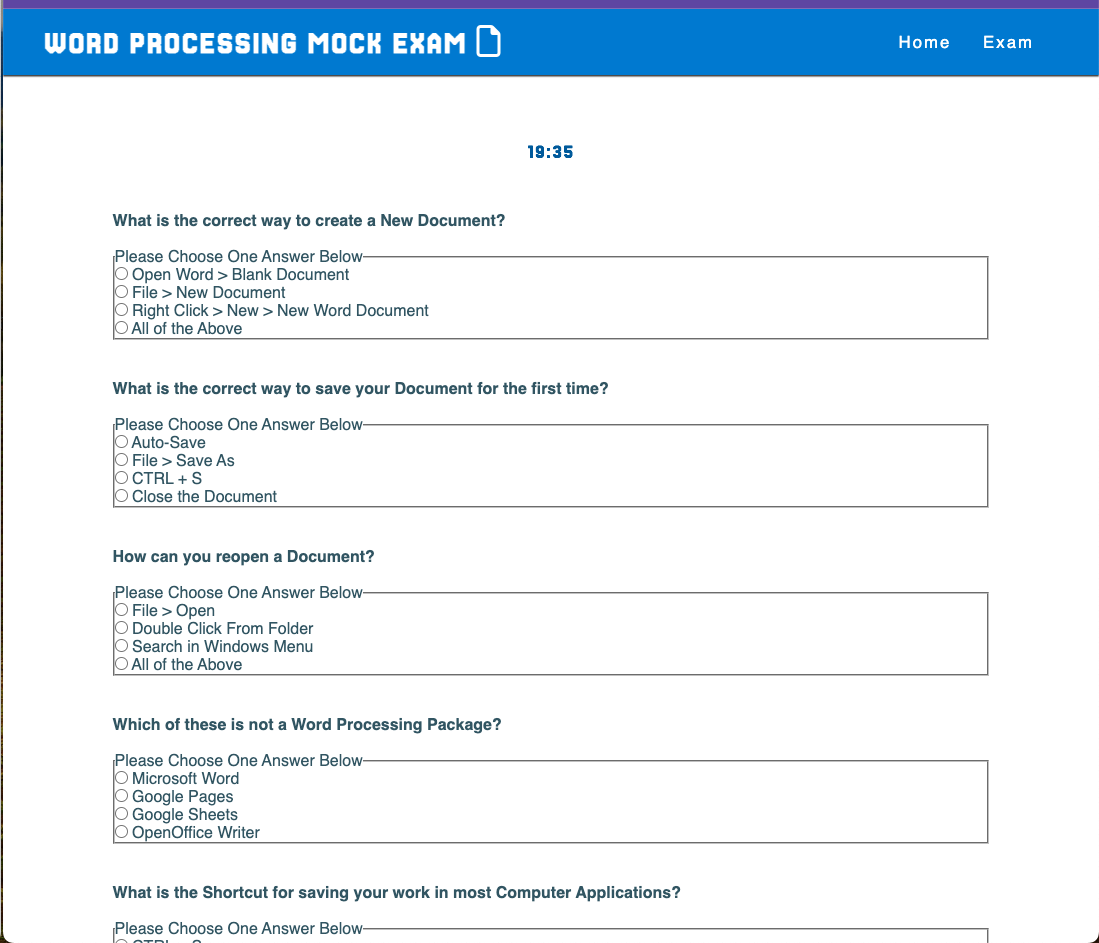 WORD PROCESSING MOCK EXAM
Home
Exam
19:35
What is the correct way to create a New Document?
Please Choose One Answer Below
Open Word > Blank Document
File > New Document
Right Click > New > New Word Document
All of the Above
What is the correct way to save your Document for the first time?
Please Choose One Answer Below
Auto-Save
File > Save As
CTRL + S
Close the Document
How can you reopen a Document?
Please Choose One Answer Below
File > Open
Double Click From Folder
Search in Windows Menu
All of the Above
Which of these is not a Word Processing Package?
Please Choose One Answer Below
Microsoft Word
Google Pages
Google Sheets
OpenOffice Writer
What is the Shortcut for saving your work in most Computer Applications?
Please Choose One Answer Below